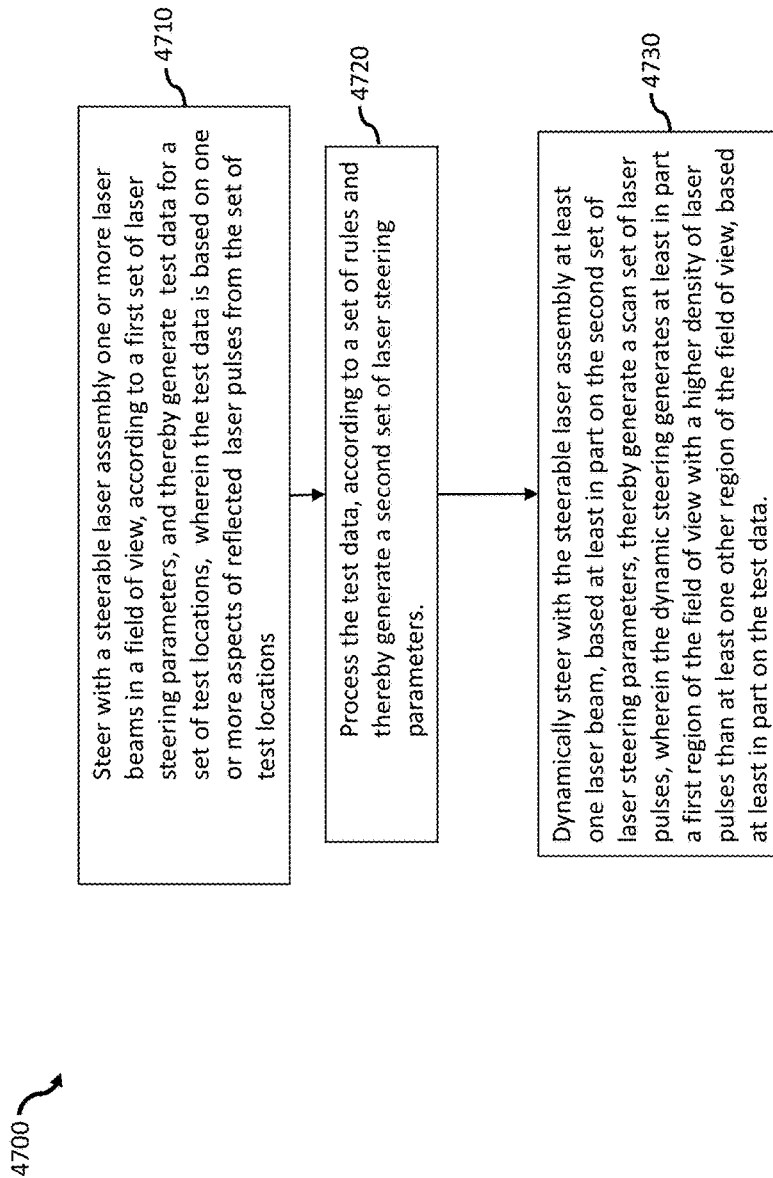 4700
4710
Steer with a steerable laser assembly one or more laser
beams in a field of view, according to a first set of laser
steering parameters, and thereby generate test data for a
set of test locations, wherein the test data is based on one
or more aspects of reflected laser pulses from the set of
test locations
4720
Process the test data, according to a set of rules and
thereby generate a second set of laser steering
parameters.
4730
Dynamically steer with the steerable laser assembly at least
one laser beam, based at least in part on the second set of
laser steering parameters, thereby generate a scan set of laser
pulses, wherein the dynamic steering generates at least in part
a first region of the field of view with a higher density of laser
pulses than at least one other region of the field of view, based
at least in part on the test data.